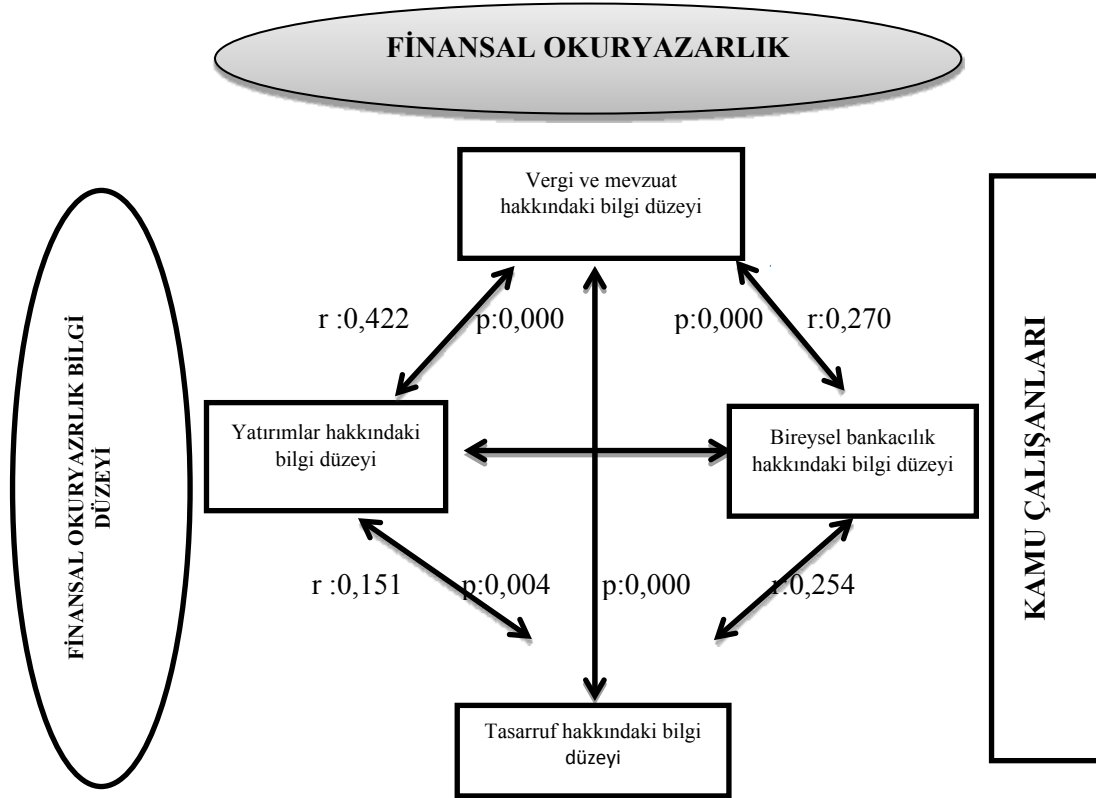 FİNANSAL OKURYAZARLIK
Vergi ve mevzuat
hakkındaki bilgi düzeyi
r :0,422 p:0,000 p:0,000 r:0,270
FİNANSAL OKURYAZRLIK BİLGİ
DÜZEYİ
Yatırımlar hakkındaki
bilgi düzeyi
Bireysel bankacılık
hakkındaki bilgi düzeyi
KAMU ÇALIŞANLARI
r :0,151 p:0,004 p:0,000 r:0,254
Tasarruf hakkındaki bilgi
düzeyi